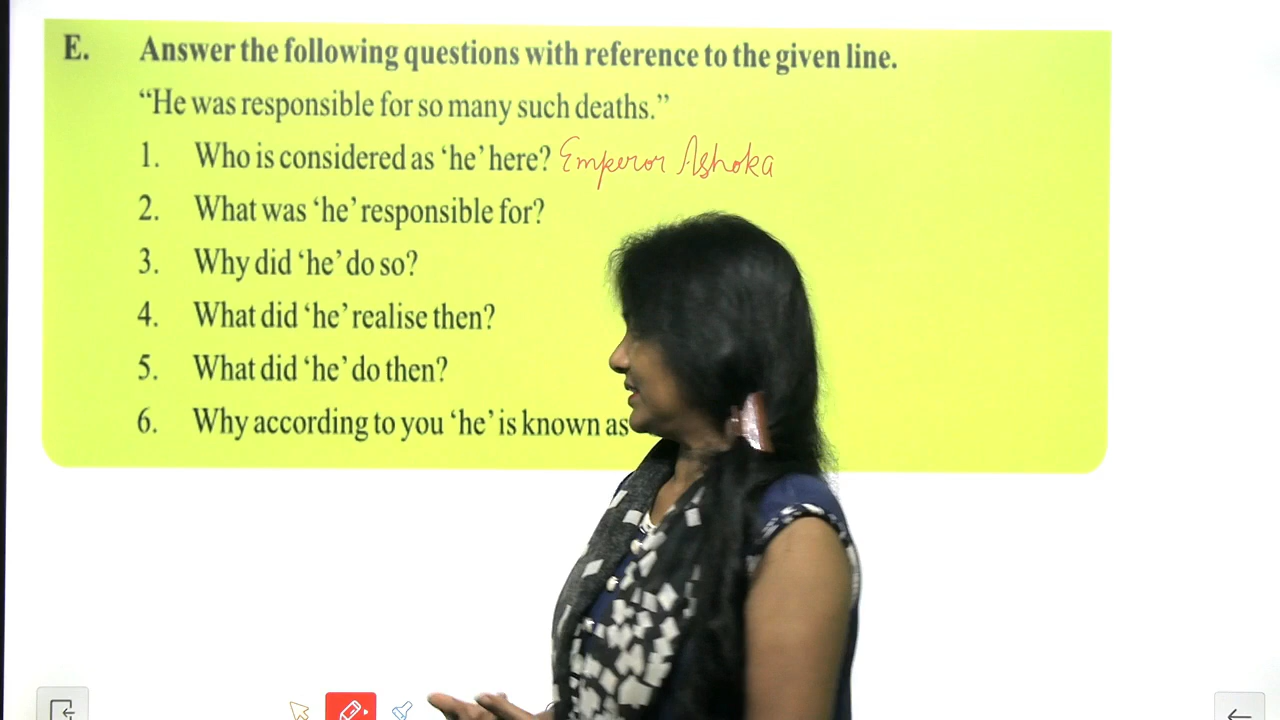 E. Answer the following questions with reference to the given line.
“He was responsible for so many such deaths.”
1. Who is considered as ‘he’ here? Emperor Ashoka
2. What was ‘he’ responsible for?
3. Why did ‘he’ do so?
4. What did ‘he’ realise then?
5. What did ‘he’ do then?
6. Why according to you ‘he’ is known as